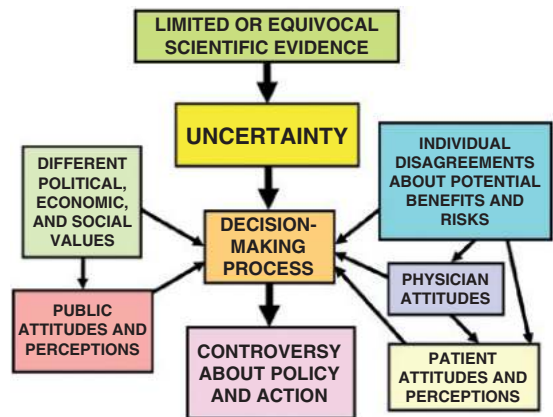 LIMITED OR EQUIVOCAL
SCIENTIFIC EVIDENCE
UNCERTAINTY
DIFFERENT
POLITICAL,
ECONOMIC,
AND SOCIAL
VALUES
INDIVIDUAL
DISAGREEMENTS
ABOUT POTENTIAL
BENEFITS AND
RISKS
DECISION-
MAKING
PROCESS
PHYSICIAN
ATTITUDES
PUBLIC
ATTITUDES AND
PERCEPTIONS
CONTROVERSY
ABOUT POLICY
AND ACTION
PATIENT
ATTITUDES AND
PERCEPTIONS